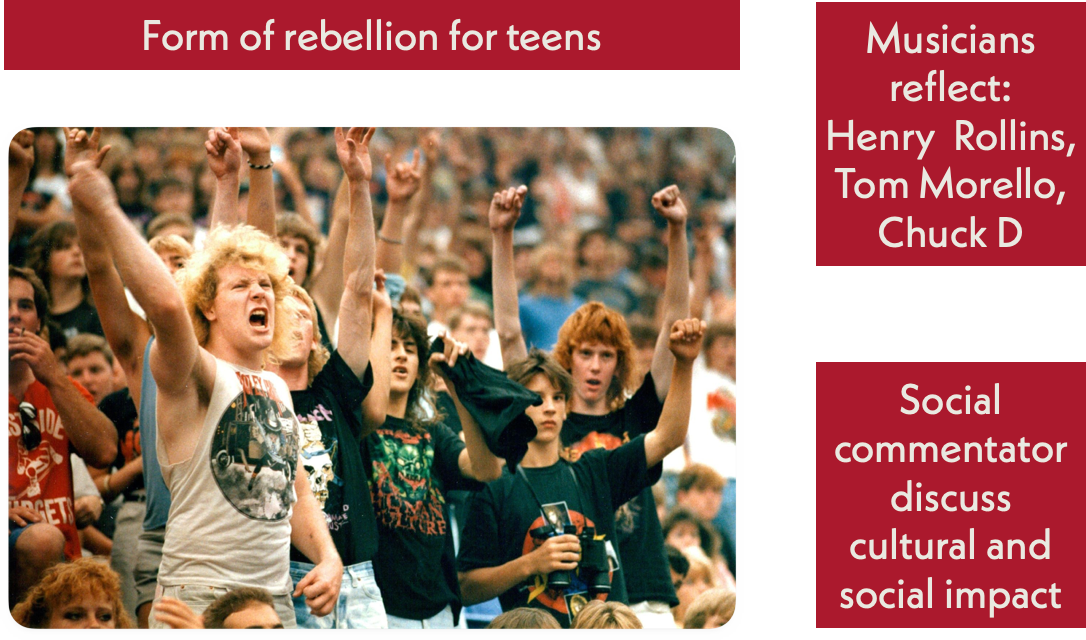 Form of rebellion for teens
Musicians
reflect:
Henry Rollins,
Tom Morello,
Chuck D
Social
commentator
discuss
cultural and
social impact